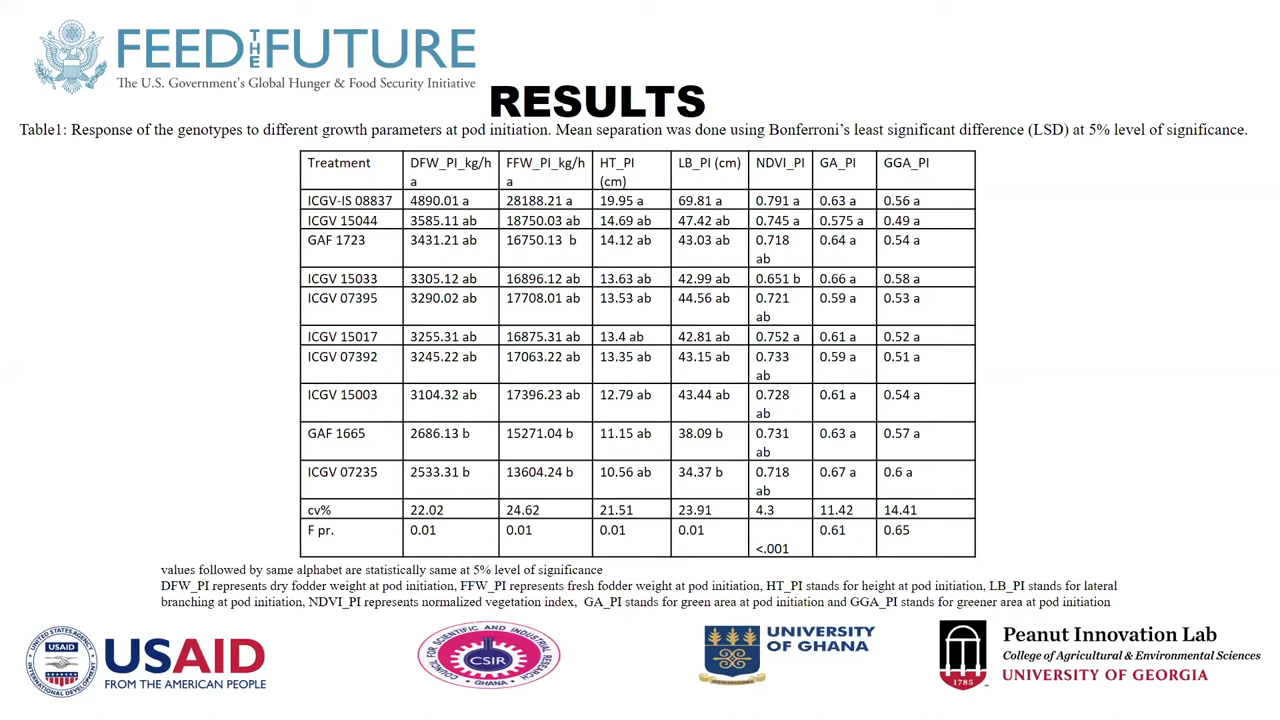 FEED THE FUTURE
The U.S. Government's Global Hunger & Food Security Initiative
RESULTS
Table1: Response of the genotypes to different growth parameters at pod initiation. Mean separation was done using Bonferroni's least significant difference (LSD) at 5% level of significance.
Treatment DFW_PI_kg/ha FFW_PI_kg/ha HT_PI (cm) LB_PI (cm) NDVI_PI GA_PI GGA_PI
ICGV-IS 08837 4890.01 a 28188.21 a 19.95 a 69.81 a 0.791 a 0.63 a 0.56 a
ICGV 15044 3585.11 ab 18750.03 ab 14.69 ab 47.42 ab 0.745 a 0.575 a 0.49 a
GAF 1723 3431.21 ab 16750.13 b 14.12 ab 43.03 ab 0.718 ab 0.64 a 0.54 a
ICGV 15033 3305.12 ab 16896.12 ab 13.63 ab 42.99 ab 0.651 b 0.66 a 0.58 a
ICGV 07395 3290.02 ab 17708.01 ab 13.53 ab 44.56 ab 0.721 ab 0.59 a 0.53 a
ICGV 15017 3255.31 ab 16875.31 ab 13.4 ab 42.81 ab 0.752 a 0.61 a 0.52 a
ICGV 07392 3245.22 ab 17063.22 ab 13.35 ab 43.15 ab 0.733 ab 0.59 a 0.51 a
ICGV 15003 3104.32 ab 17396.23 ab 12.79 ab 43.44 ab 0.728 ab 0.61 a 0.54 a
GAF 1665 2686.13 b 15271.04 b 11.15 ab 38.09 b 0.731 ab 0.63 a 0.57 a
ICGV 07235 2533.31 b 13604.24 b 10.56 ab 34.37 b 0.718 ab 0.67 a 0.6 a
cv% 22.02 24.62 21.51 23.91 4.3 11.42 14.41
F pr. 0.01 0.01 0.01 0.01 <.001 0.61 0.65
values followed by same alphabet are statistically same at 5% level of significance
DFW_PI represents dry fodder weight at pod initiation, FFW_PI represents fresh fodder weight at pod initiation, HT_PI stands for height at pod initiation, LB_PI stands for lateral
branching at pod initiation, NDVI_PI represents normalized vegetation index, GA_PI stands for green area at pod initiation and GGA_PI stands for greener area at pod initiation
UNITED STATES AGENCY
USAID
INTERNATIONAL DEVELOPMENT
USAID
FROM THE AMERICAN PEOPLE
COUNCIL FOR SCIENTIFIC AND INDUSTRIAL RESEARCH
CSIR
GHANA
UNIVERSITY
OF GHANA
1785
Peanut Innovation Lab
College of Agricultural & Environmental Sciences
UNIVERSITY OF GEORGIA